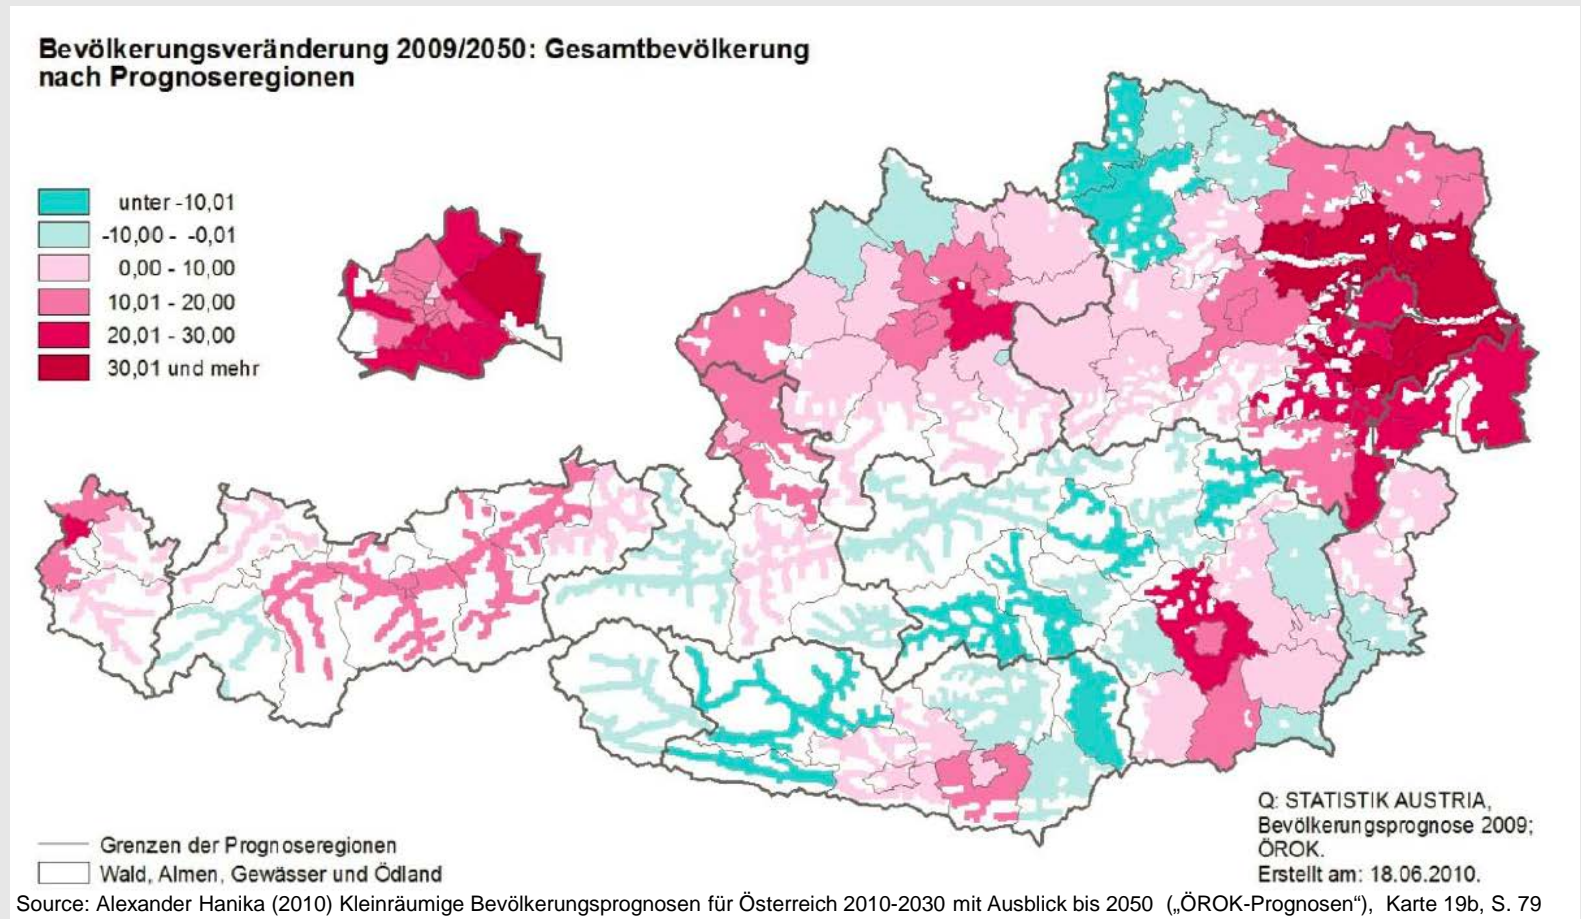 Bevölkerungsveränderung 2009/2050: Gesamtbevölkerung
nach Prognoseregionen
unter -10,01
-10,00 - -0,01
0,00 - 10,00
10,01 - 20,00
20,01 - 30,00
30,01 und mehr
Grenzen der Prognoseregionen
Wald, Almen, Gewässer und Ödland
Q: STATISTIK AUSTRIA,
Bevölkerungsprognose 2009;
ÖROK.
Erstellt am: 18.06.2010.
Source: Alexander Hanika (2010) Kleinräumige Bevölkerungsprognosen für Österreich 2010-2030 mit Ausblick bis 2050 („ÖROK-Prognosen“), Karte 19b, S. 79